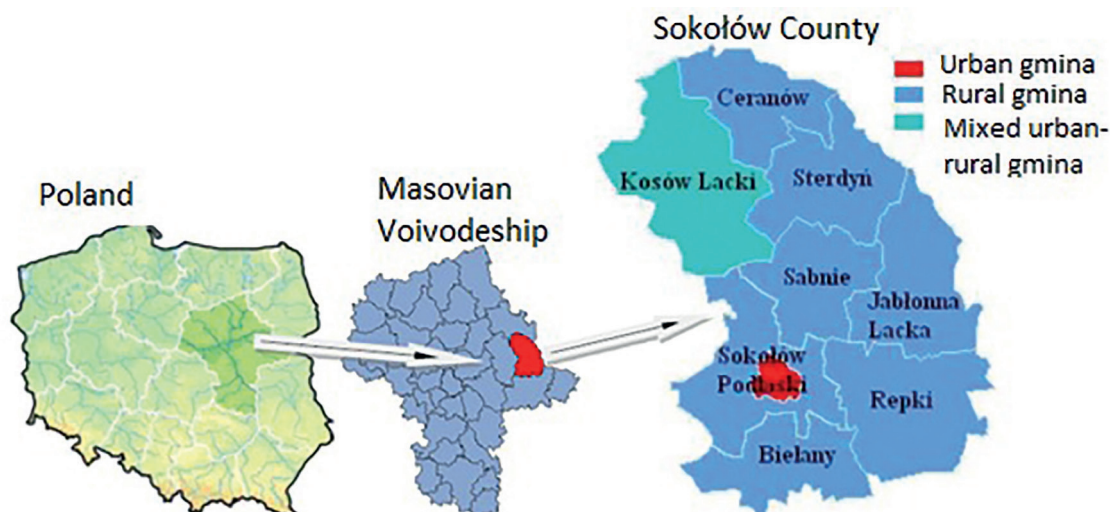 Sokołów County
Urban gmina
Rural gmina
Mixed urban-
rural gmina
Poland
Masovian
Voivodeship
Ceranów
Kosów Lacki
Sterdyń
Sabnie
Jabłonna
Lacka
Sokołów
Podlaski
Repki
Bielany